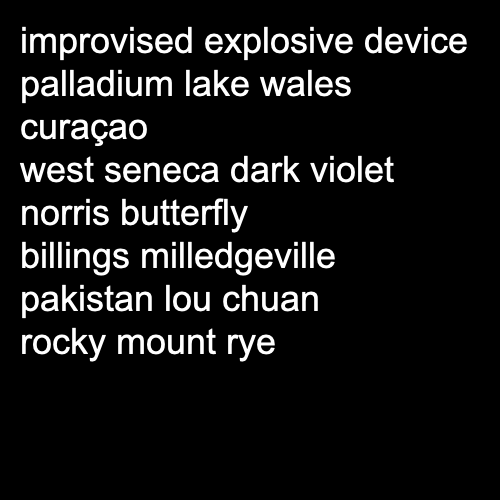 improvised explosive device
palladium lake wales
curaçao
west seneca dark violet
norris butterfly
billings milledgeville
pakistan lou chuan
rocky mount rye